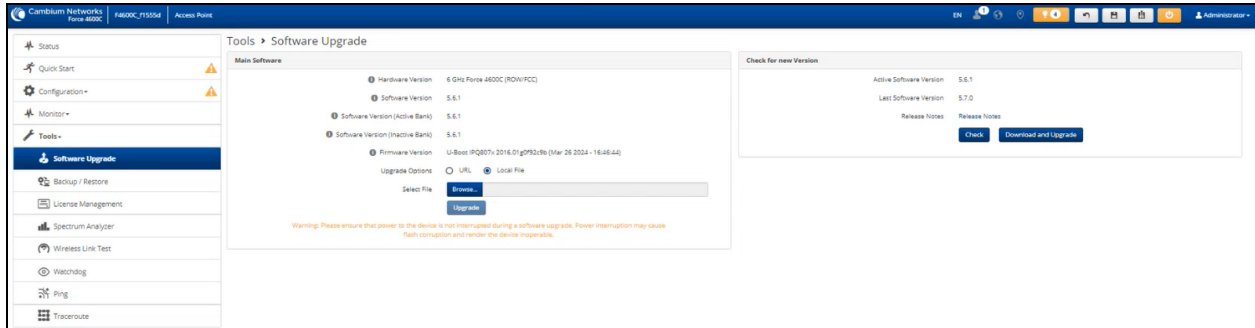 Cambium Networks
Force 4600C
F4600C_f1555d
Access Point
EN
1
4
Administrator
Status
Quick Start
Configuration
Monitor
Tools
Software Upgrade
Backup / Restore
License Management
Spectrum Analyzer
Wireless Link Test
Watchdog
Ping
Traceroute
Tools > Software Upgrade
Main Software
Hardware Version 6 GHz Force 4600C (ROW/FCC)
Software Version 5.6.1
Software Version (Active Bank) 5.6.1
Software Version (Inactive Bank) 5.6.1
Firmware Version U-Boot IPQ807x 2016.01g0f92c9b (Mar 26 2024 - 16:46:44)
Upgrade Options URL Local File
Select File Browse...
Upgrade
Warning: Please ensure that power to the device is not interrupted during a software upgrade. Power interruption may cause
flash corruption and render the device inoperable.
Check for new Version
Active Software Version 5.6.1
Last Software Version 5.7.0
Release Notes Release Notes
Check Download and Upgrade